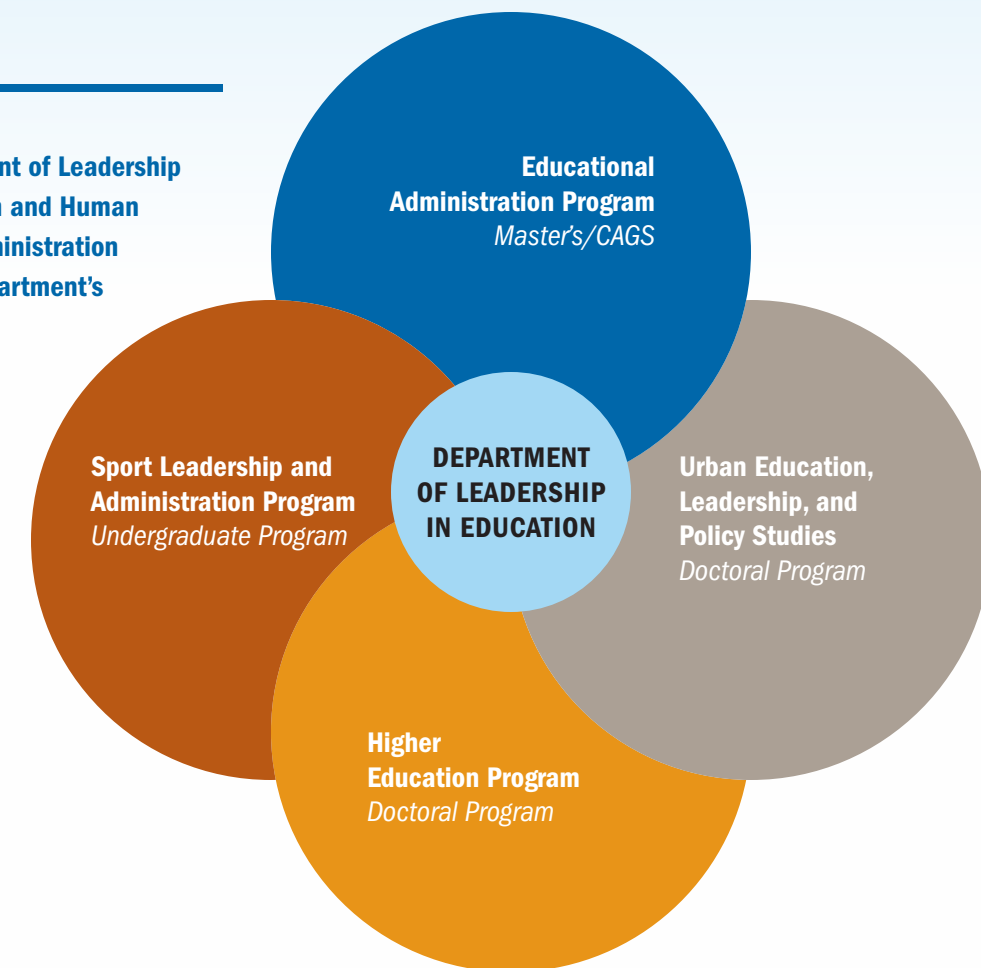 nt of Leadership
and Human
ministration
artment's
Educational
Administration Program
Master's/CAGS
Sport Leadership and
Administration Program
Undergraduate Program
DEPARTMENT
OF LEADERSHIP
IN EDUCATION
Urban Education,
Leadership, and
Policy Studies
Doctoral Program
Higher
Education Program
Doctoral Program